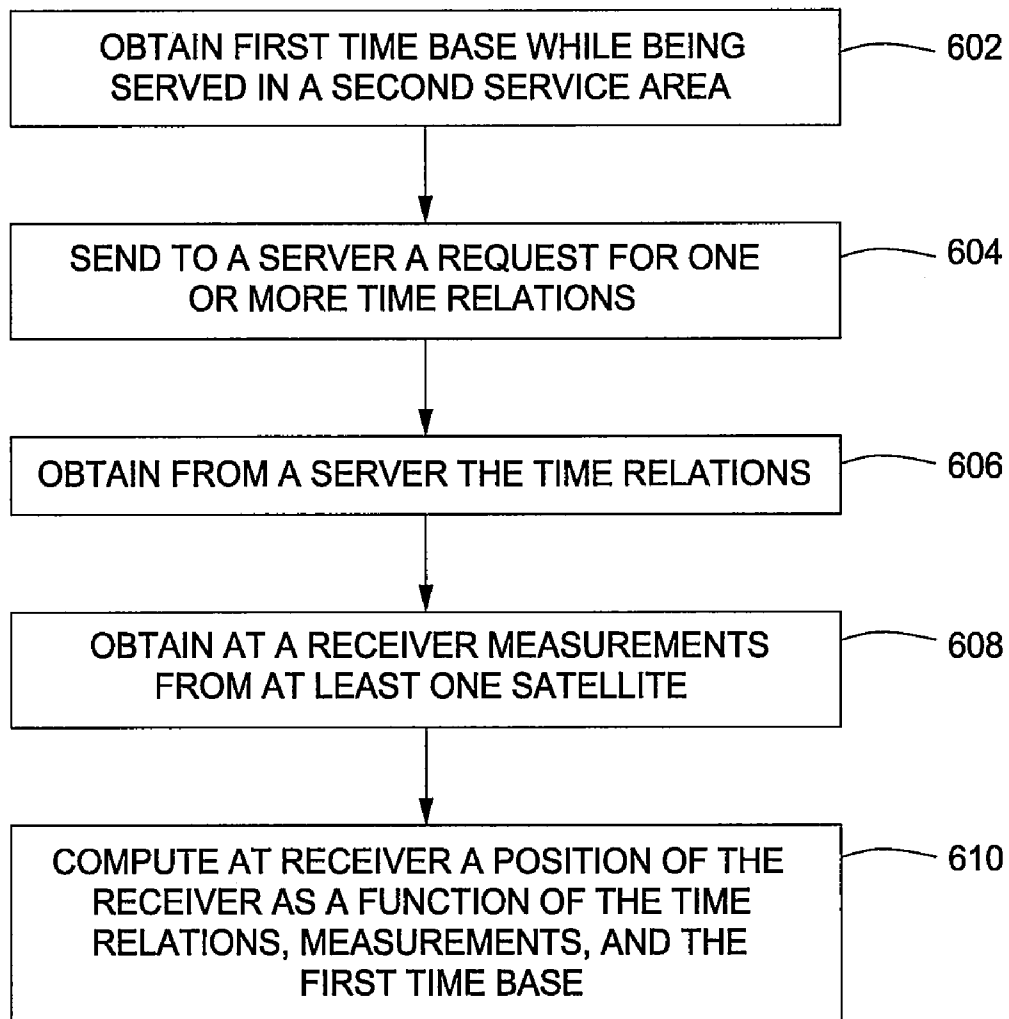 OBTAIN FIRST TIME BASE WHILE BEING
SERVED IN A SECOND SERVICE AREA
602
SEND TO A SERVER A REQUEST FOR ONE
OR MORE TIME RELATIONS
604
OBTAIN FROM A SERVER THE TIME RELATIONS
606
OBTAIN AT A RECEIVER MEASUREMENTS
FROM AT LEAST ONE SATELLITE
608
COMPUTE AT RECEIVER A POSITION OF THE
RECEIVER AS A FUNCTION OF THE TIME
RELATIONS, MEASUREMENTS, AND THE
FIRST TIME BASE
610